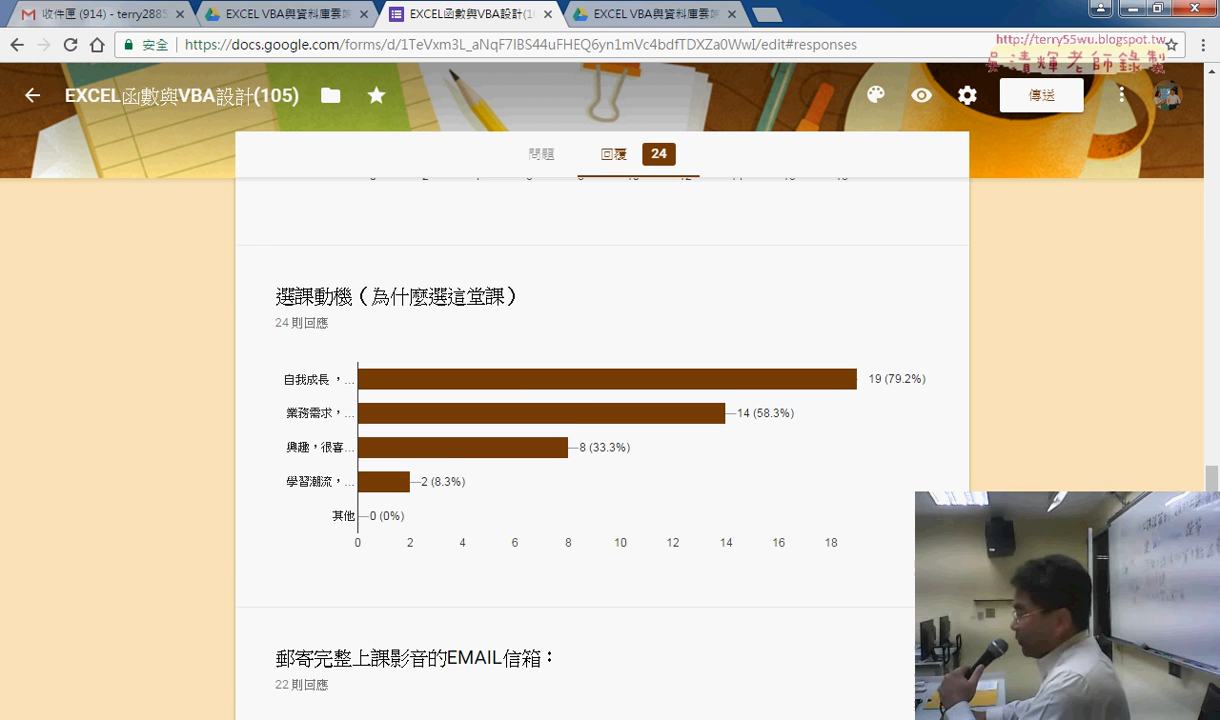 收件匣 (914) - terry288
EXCEL VBA與資料庫雲端
EXCEL函數與VBA設計(10
EXCEL VBA與資料庫雲端
安全
https://docs.google.com/forms/d/1TeVxm3L_aNqF7IBS44uFHEQ6yn1mVc4bdfTDXZa0WwI/edit#responses
http://terry55wu.blogspot.tw
吳清輝老師錄製
EXCEL函數與VBA設計(105)
傳送
問題
回覆 24
選課動機（為什麼選這堂課）
24 則回應
自我成長，... 19 (79.2%)
業務需求，... 14 (58.3%)
興趣，很喜... 8 (33.3%)
學習潮流，... 2 (8.3%)
其他 0 (0%)
0 2 4 6 8 10 12 14 16 18
郵寄完整上課影音的EMAIL信箱：
22 則回應